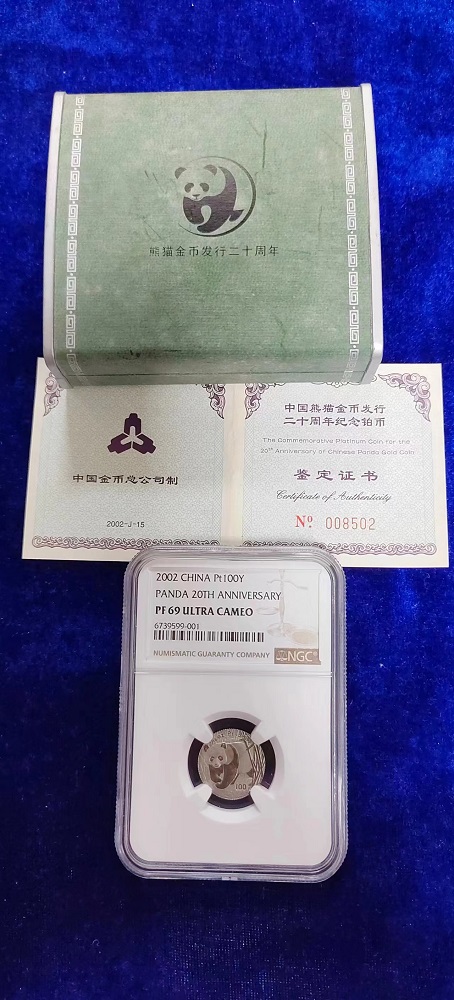 熊猫金币发行二十周年
中国金币总公司制
2002-J-15
中国熊猫金币发行
二十周年纪念铂币
The Commemorative Platinum Coin for the
20th Anniversary of Chinese Panda Gold Coin
鉴定证书
Certificate of Authenticity
No 008502
2002 CHINA Pt100Y
PANDA 20TH ANNIVERSARY
PF 69 ULTRA CAMEO
6739599-001
NUMISMATIC GUARANTY COMPANY
NGC
100